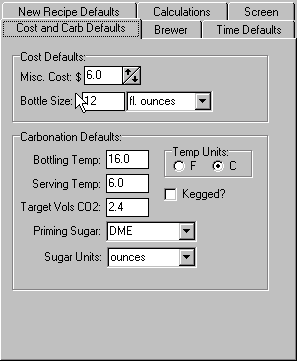 New Recipe Defaults Calculations Screen
Cost and Carb Defaults Brewer Time Defaults
Cost Defaults:
Misc. Cost: $ 6.0
Bottle Size: 12 fl. ounces
Carbonation Defaults:
Bottling Temp: 16.0
Temp Units:
F C
Serving Temp: 6.0
Kegged?
Target Vols CO2: 2.4
Priming Sugar: DME
Sugar Units: ounces